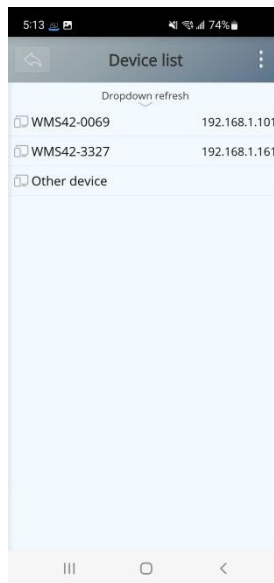 5:13 74%
Device list
Dropdown refresh
WMS42-0069 192.168.1.101
WMS42-3327 192.168.1.161
Other device